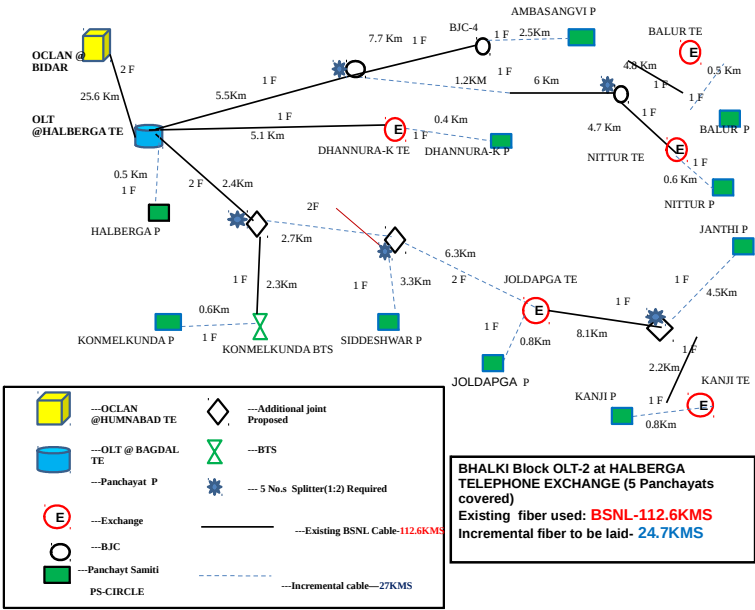 AMBASANGVI P
BJC-4
1 F
2.5Km
1 F
7.7 Km
BALUR TE
E
OCLAN @
BIDAR
2 F
25.6 Km
1 F
5.5Km
1.2KM
1 F
6 Km
4.8 Km
1 F
0.5 Km
1 F
BALUR P
OLT
@HALBERGA TE
1 F
5.1 Km
E
DHANNURA-K TE
0.4 Km
1 F
DHANNURA-K P
1 F
4.7 Km
E
NITTUR TE
1 F
0.6 Km
NITTUR P
0.5 Km
1 F
HALBERGA P
2 F
2.4Km
2.7Km
2F
6.3Km
2 F
JOLDAPGA TE
E
JANTHI P
1 F
4.5Km
1 F
2.3Km
0.6Km
1 F
KONMELKUNDA P
KONMELKUNDA BTS
1 F
3.3Km
SIDDESHWAR P
1 F
0.8Km
JOLDAPGA P
1 F
8.1Km
1 F
2.2Km
KANJI TE
E
KANJI P
1 F
0.8Km
---OCLAN
@HUMNABAD TE
---Additional joint
Proposed
---OLT @ BAGDAL
TE
---BTS
---Panchayat P
--- 5 No.s Splitter(1:2) Required
E
---Exchange
---Existing BSNL Cable-112.6KMS
---BJC
---Panchayt Samiti
PS-CIRCLE
---Incremental cable—27KMS
BHALKI Block OLT-2 at HALBERGA
TELEPHONE EXCHANGE (5 Panchayats
covered)
Existing fiber used: BSNL-112.6KMS
Incremental fiber to be laid- 24.7KMS